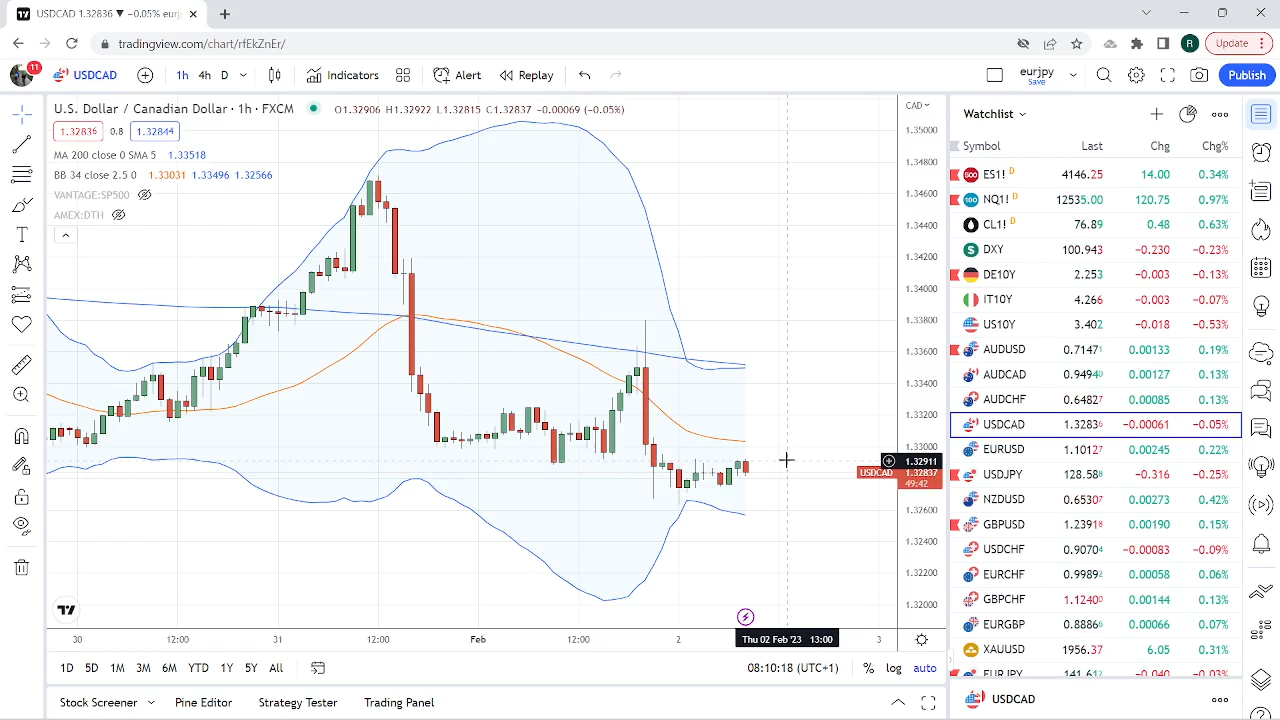 USDCAD 1.32836 ▼ −0.05% eurj
tradingview.com/chart/rfEkZnEr/
R
Update
11
USDCAD
1h 4h D
Indicators
Alert
Replay
eurjpy
Save
Publish
U.S. Dollar / Canadian Dollar · 1h · FXCM
O1.32906 H1.32922 L1.32815 C1.32837 −0.00069 (−0.05%)
1.32836 0.8 1.32844
MA 200 close 0 SMA 5 1.33518
BB 34 close 2.5 0 1.33031 1.33496 1.32566
VANTAGE:SP500
AMEX:DTH
CAD
1.35000
1.34800
1.34600
1.34400
1.34200
1.34000
1.33800
1.33600
1.33400
1.33200
1.33000
1.32911
USDCAD 1.32837
49:42
1.32600
1.32400
1.32200
1.32000
30 12:00 31 12:00 Feb 12:00 2 Thu 02 Feb '23 13:00 3
1D 5D 1M 3M 6M YTD 1Y 5Y All
08:10:18 (UTC+1) % log auto
Stock Screener Pine Editor Strategy Tester Trading Panel
Watchlist
Symbol Last Chg Chg%
500 ES1! D 4146.25 14.00 0.34%
100 NQ1! D 12535.00 120.75 0.97%
CL1! D 76.89 0.48 0.63%
$ DXY 100.943 −0.230 −0.23%
DE10Y 2.253 −0.003 −0.13%
IT10Y 4.266 −0.003 −0.07%
US10Y 3.402 −0.018 −0.53%
AUDUSD 0.71471 0.00133 0.19%
AUDCAD 0.94940 0.00127 0.13%
AUDCHF 0.64827 0.00085 0.13%
USDCAD 1.32836 −0.00061 −0.05%
EURUSD 1.10127 0.00245 0.22%
USDJPY 128.588 −0.316 −0.25%
NZDUSD 0.65307 0.00273 0.42%
GBPUSD 1.23918 0.00190 0.15%
USDCHF 0.90704 −0.00083 −0.09%
EURCHF 0.99892 0.00058 0.06%
GBPCHF 1.12400 0.00144 0.13%
EURGBP 0.88866 0.00066 0.07%
XAUUSD 1956.37 6.05 0.31%
EURJPY 141.612 −0.040 −0.03%
USDCAD